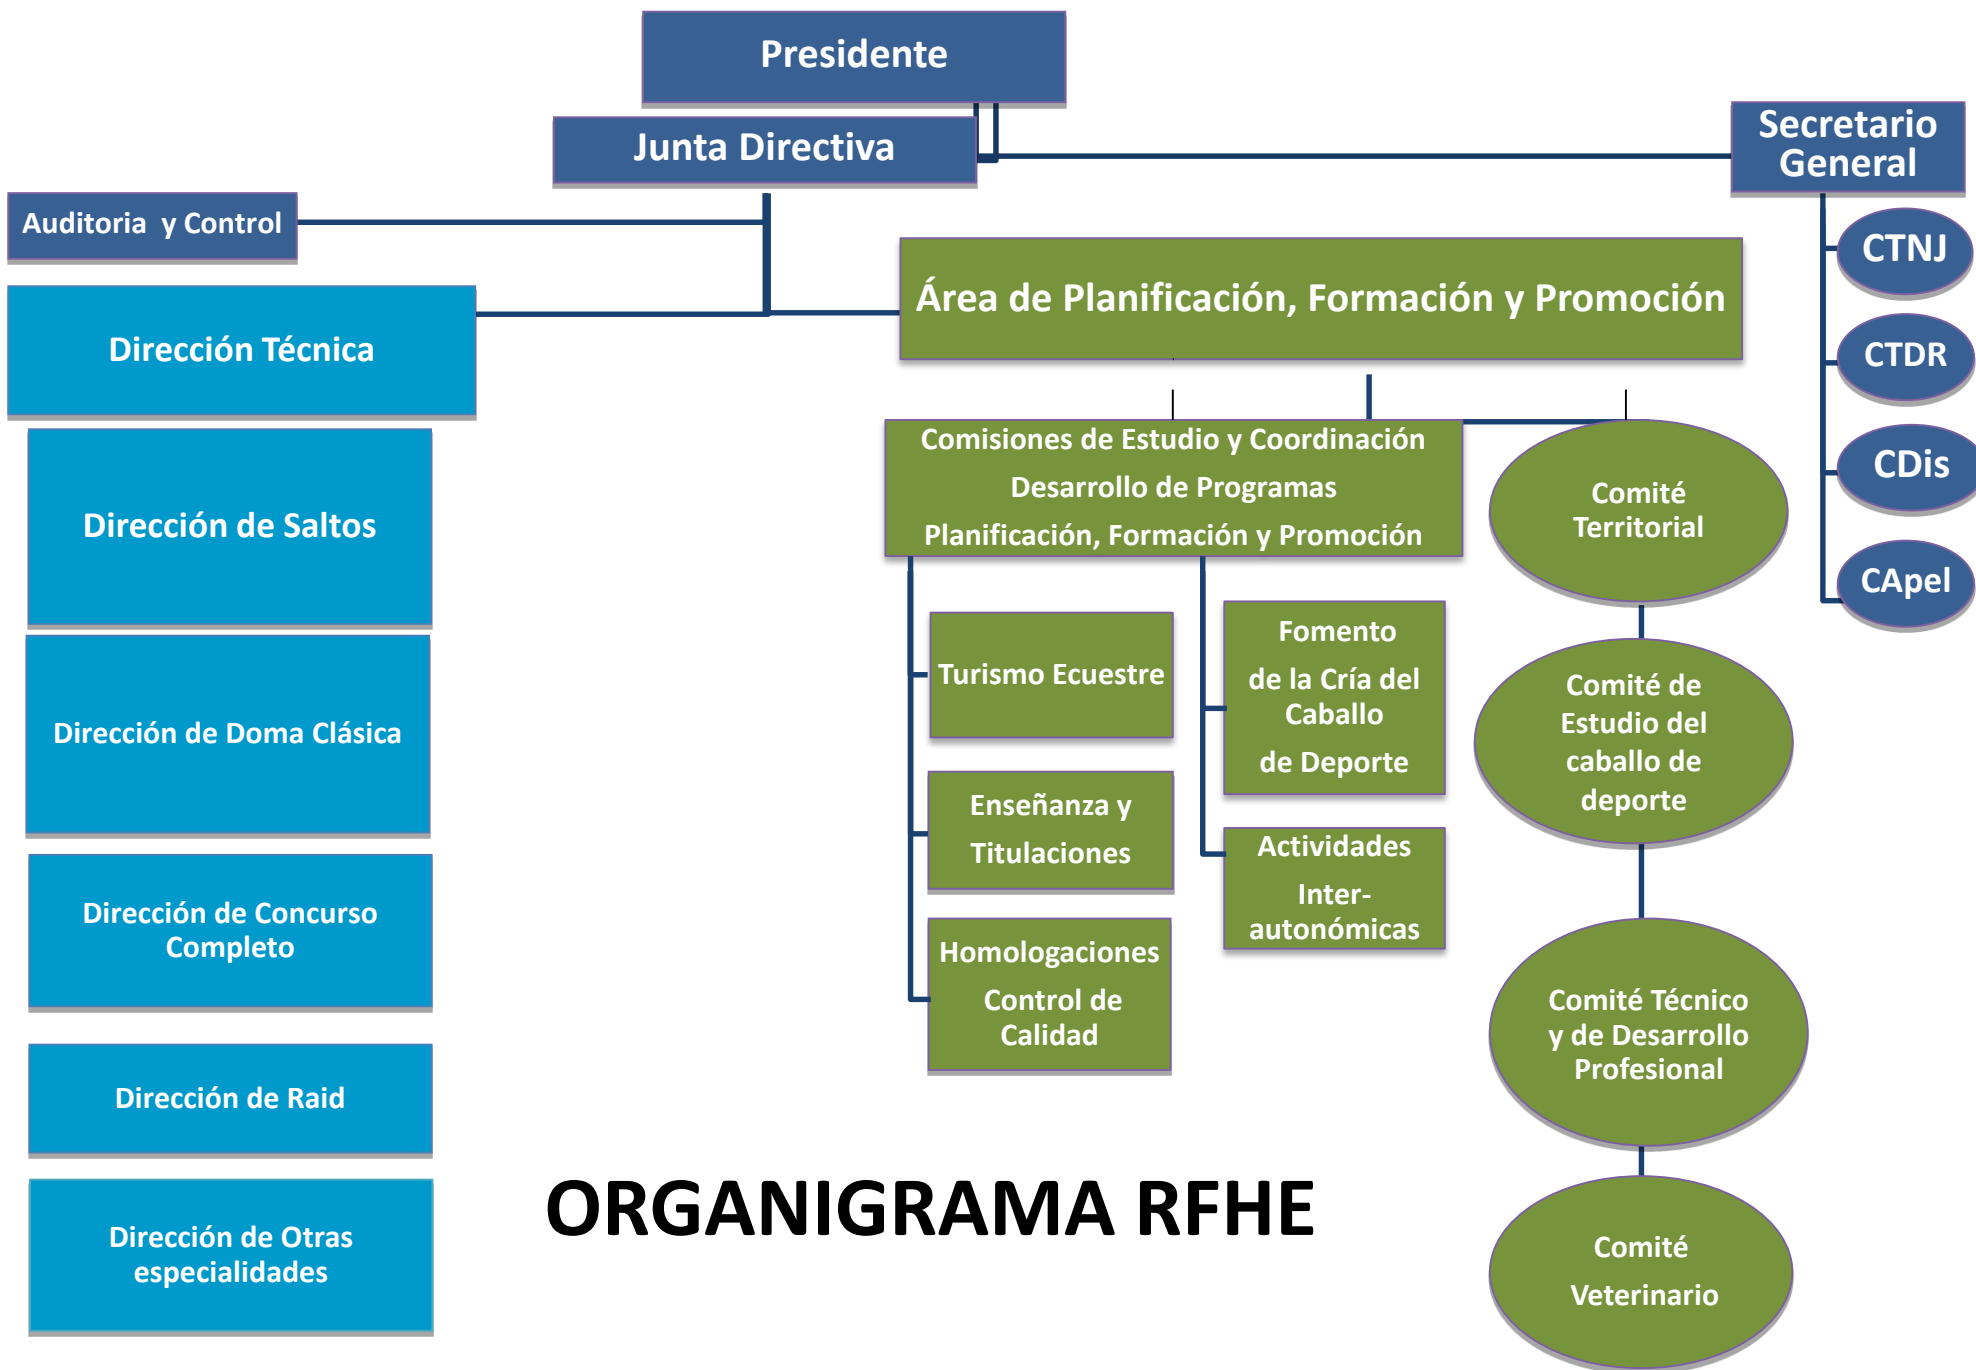 Presidente
Junta Directiva
Secretario
General
Auditoria y Control
CTNJ
CTDR
CDis
CApel
Dirección Técnica
Dirección de Saltos
Dirección de Doma Clásica
Dirección de Concurso
Completo
Dirección de Raid
Dirección de Otras
especialidades
Área de Planificación, Formación y Promoción
Comisiones de Estudio y Coordinación
Desarrollo de Programas
Planificación, Formación y Promoción
Turismo Ecuestre
Enseñanza y
Titulaciones
Homologaciones
Control de
Calidad
Fomento
de la Cría del
Caballo
de Deporte
Actividades
Inter-
autonómicas
Comité
Territorial
Comité de
Estudio del
caballo de
deporte
Comité Técnico
y de Desarrollo
Profesional
Comité
Veterinario
ORGANIGRAMA RFHE